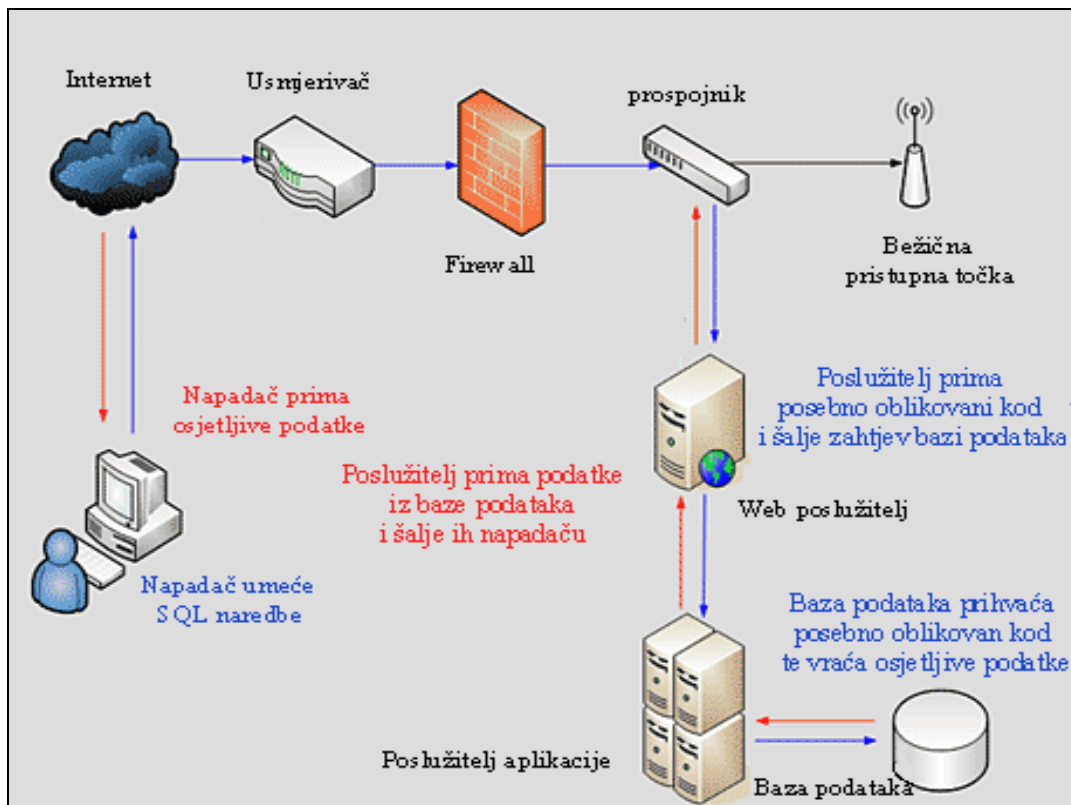 Internet
Usmjerivač
prospojnik
Firewall
Bežična
pristupna točka
Napadač prima
osjetljive podatke
Poslužitelj prima
posebno oblikovani kod
i šalje zahtjev bazi podataka
Poslužitelj prima podatke
iz baze podataka
i šalje ih napadaču
Web poslužitelj
Napadač umeće
SQL naredbe
Baza podataka prihvaća
posebno oblikovan kod
te vraća osjetljive podatke
Poslužitelj aplikacije
Baza podataka